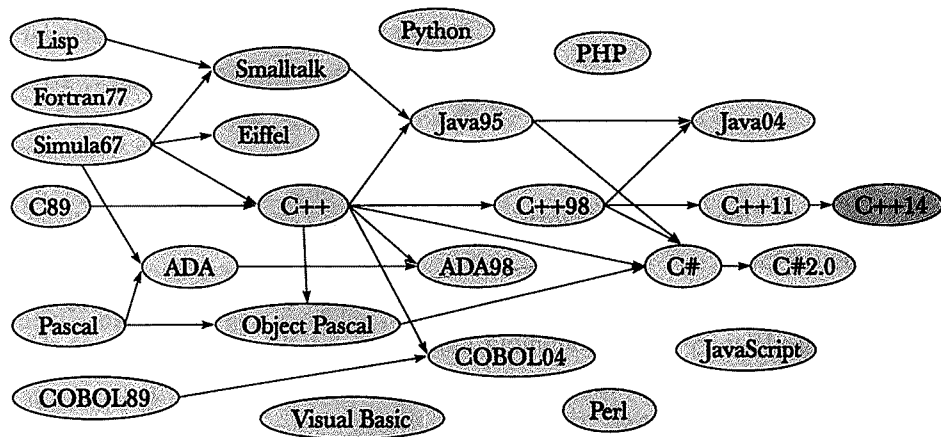 Python
Lisp
PHP
Smalltalk
Fortran77
Java95
Java04
Eiffel
Simula67
C89
C++
C++98
C++11
C++14
ADA
ADA98
C#
C#2.0
Pascal
Object Pascal
COBOL04
JavaScript
COBOL89
Visual Basic
Perl